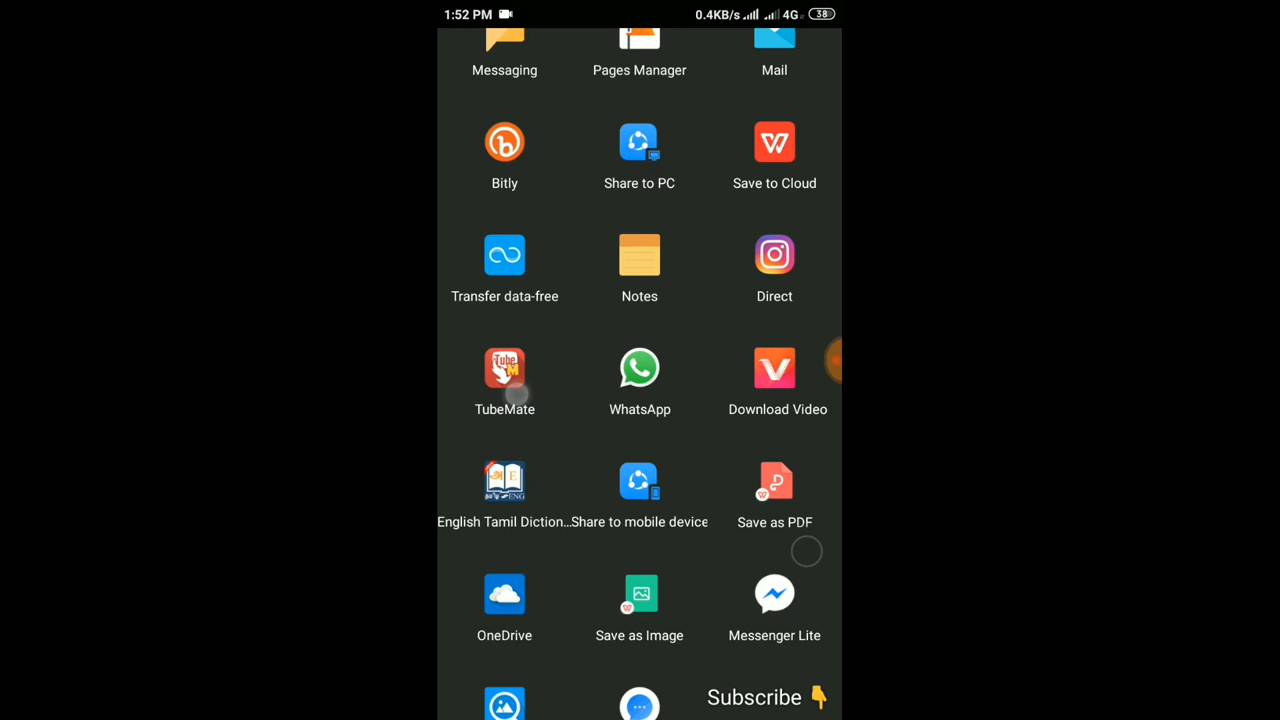 1:52 PM 0.4KB/s 4G 38
Messaging Pages Manager Mail
Bitly Share to PC Save to Cloud
Transfer data-free Notes Direct
Tube
M
TubeMate WhatsApp Download Video
அ E
ENG
English Tamil Diction... Share to mobile device Save as PDF
OneDrive Save as Image Messenger Lite
Subscribe 👇